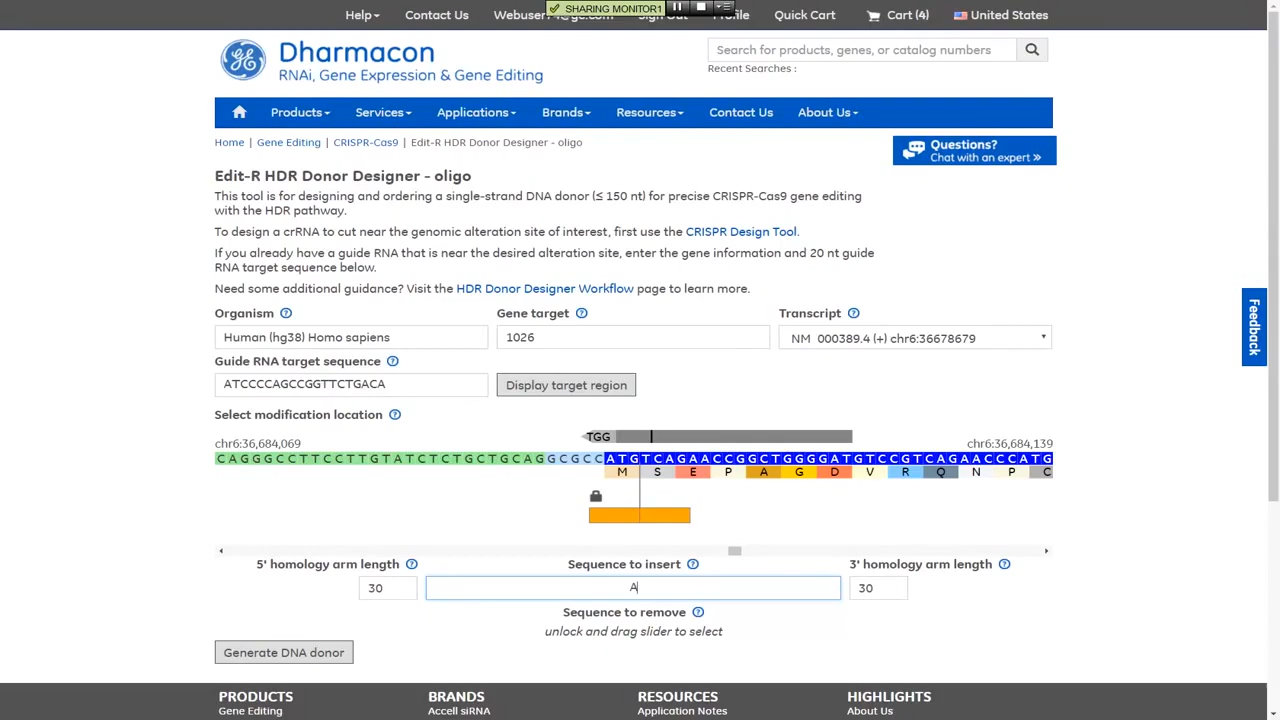 SHARING MONITOR1
Help Contact Us Sign Out Profile Quick Cart Cart (4) United States
Dharmacon
RNAi, Gene Expression & Gene Editing
Search for products, genes, or catalog numbers
Recent Searches :
Products Services Applications Brands Resources Contact Us About Us
Home | Gene Editing | CRISPR-Cas9 | Edit-R HDR Donor Designer - oligo
Questions?
Chat with an expert »
Edit-R HDR Donor Designer - oligo
This tool is for designing and ordering a single-strand DNA donor (≤ 150 nt) for precise CRISPR-Cas9 gene editing
with the HDR pathway.
To design a crRNA to cut near the genomic alteration site of interest, first use the CRISPR Design Tool.
If you already have a guide RNA that is near the desired alteration site, enter the gene information and 20 nt guide
RNA target sequence below.
Need some additional guidance? Visit the HDR Donor Designer Workflow page to learn more.
Organism ? Gene target ? Transcript ?
Human (hg38) Homo sapiens 1026 NM 000389.4 (+) chr6:36678679
Guide RNA target sequence ?
ATCCCCAGCCGGTTCTGACA Display target region
Select modification location ?
TGG
chr6:36,684,069 chr6:36,684,139
CAGGGCCTTCCTTGTATCTCTGCTGCAGGCGCCATGTCAGAACCGGCTGGGGATGTCCGTCAGAACCCATG
M S E P A G D V R Q N P C
5' homology arm length ? Sequence to insert ? 3' homology arm length ?
30 A 30
Sequence to remove ?
unlock and drag slider to select
Generate DNA donor
Feedback
PRODUCTS BRANDS RESOURCES HIGHLIGHTS
Gene Editing Accell siRNA Application Notes About Us